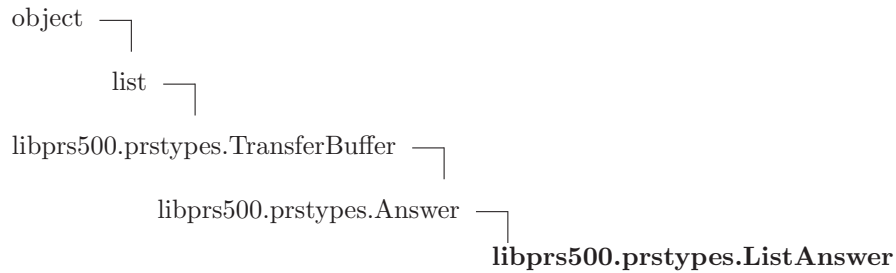 object
list
libprs500.prstypes.TransferBuffer
libprs500.prstypes.Answer
libprs500.prstypes.ListAnswer